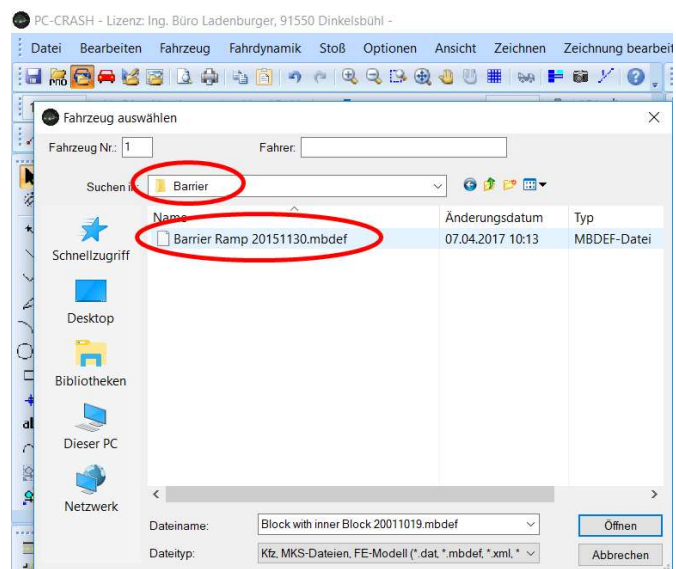 PC-CRASH - Lizenz: Ing. Büro Ladenburger, 91550 Dinkelsbühl -
Datei Bearbeiten Fahrzeug Fahrdynamik Stoß Optionen Ansicht Zeichnen Zeichnung bearbeit
PRO
Fahrzeug auswählen
Fahrzeug Nr.: 1 Fahrer:
Suchen in: Barrier
Name Änderungsdatum Typ
Barrier Ramp 20151130.mbdef 07.04.2017 10:13 MBDEF-Datei
Schnellzugriff
Desktop
Bibliotheken
Dieser PC
Netzwerk
Dateiname: Block with inner Block 20011019.mbdef Öffnen
Dateityp: Kfz, MKS-Dateien, FE-Modell (*.dat, *.mbdef, *.xml, * Abbrechen